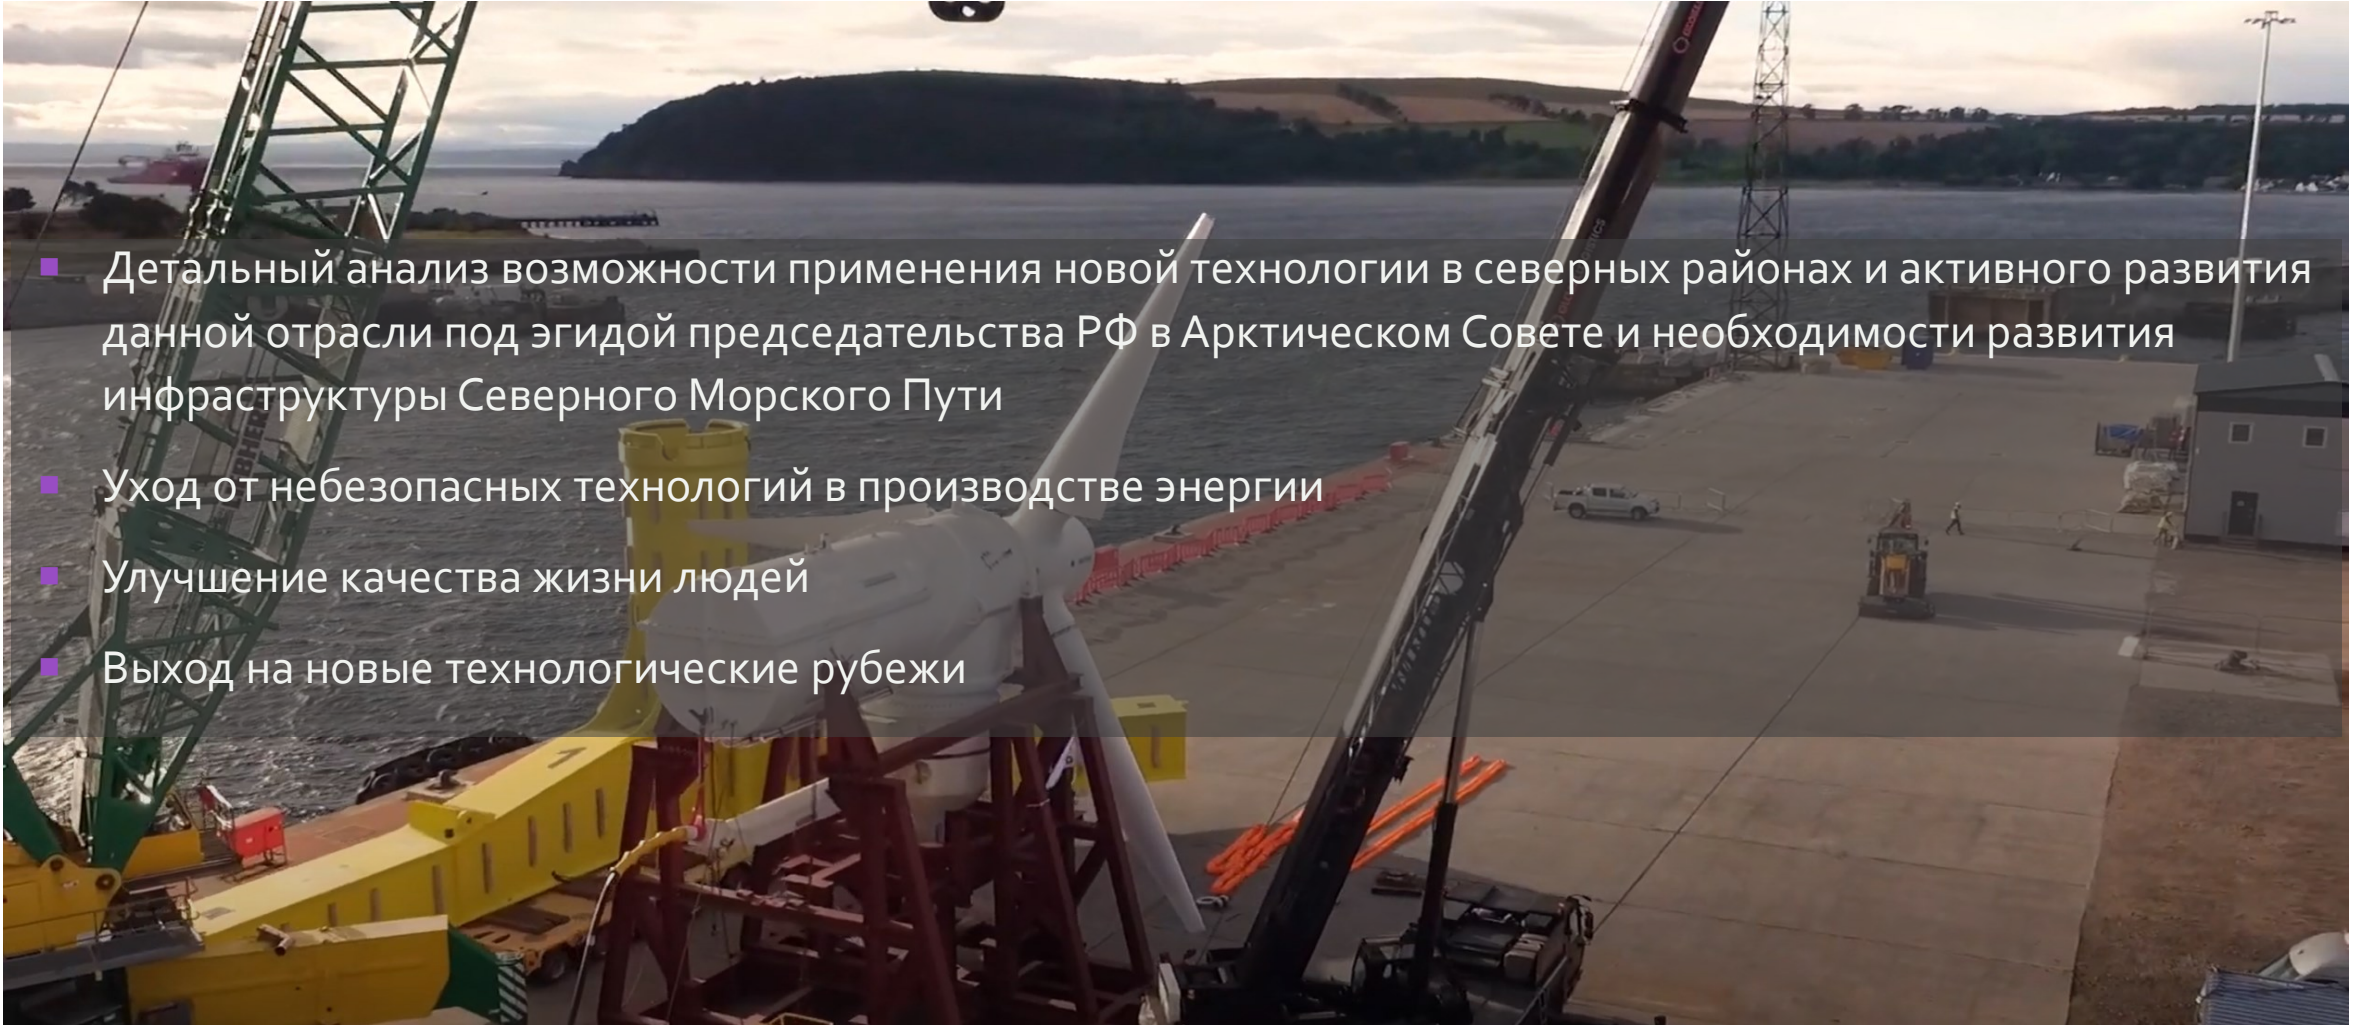 Детальный анализ возможности применения новой технологии в северных районах и активного развития
данной отрасли под эгидой председательства РФ в Арктическом Совете и необходимости развития
инфраструктуры Северного Морского Пути
Уход от небезопасных технологий в производстве энергии
Улучшение качества жизни людей
Выход на новые технологические рубежи
1